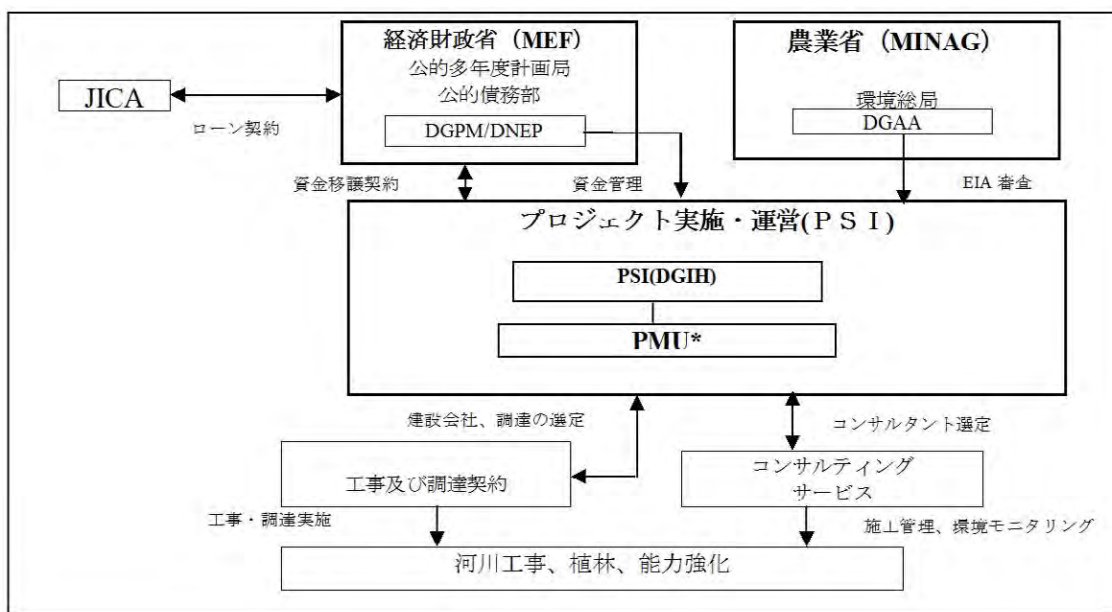 経済財政省（MEF）
公的多年度計画局
公的債務部
DGPM/DNEP
農業省（MINAG）
環境総局
DGAA
JICA
ローン契約
資金移譲契約
資金管理
EIA 審査
プロジェクト実施・運営(ＰＳＩ)
PSI(DGIH)
PMU*
建設会社、調達の選定
コンサルタント選定
工事及び調達契約
コンサルティング
サービス
工事・調達実施
施工管理、環境モニタリング
河川工事、植林、能力強化